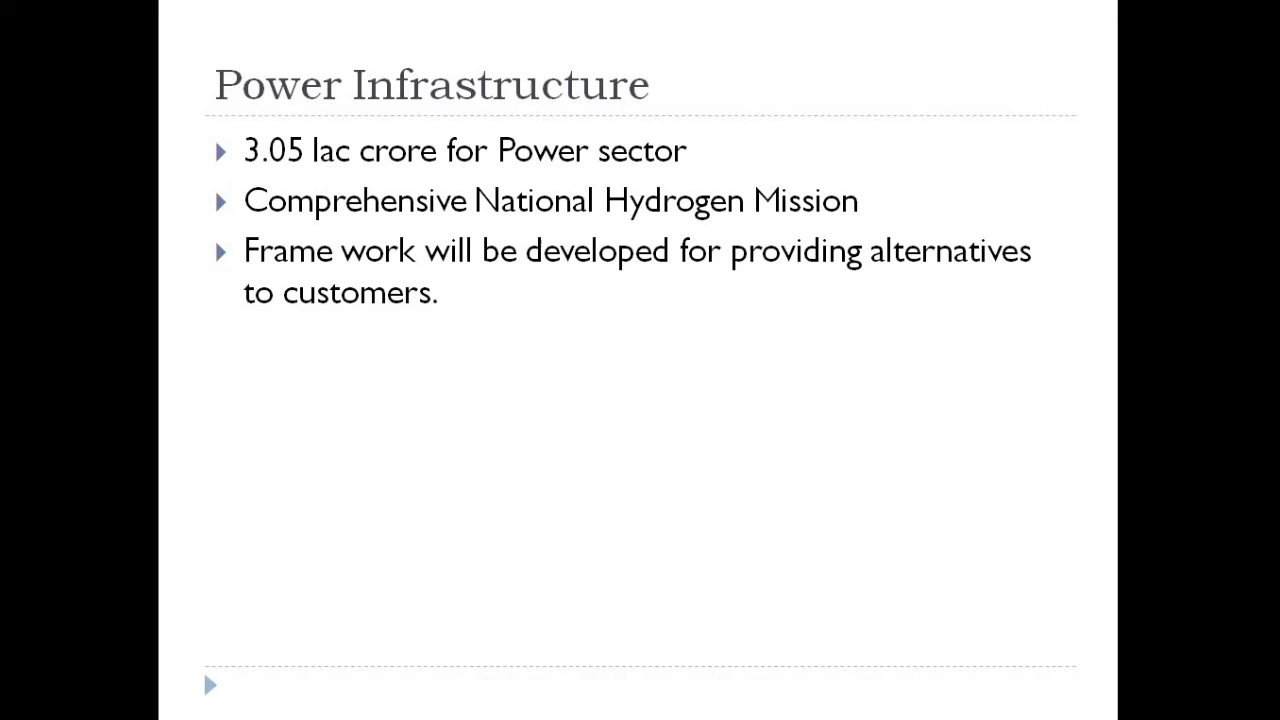 Power Infrastructure
3.05 lac crore for Power sector
Comprehensive National Hydrogen Mission
Frame work will be developed for providing alternatives
to customers.